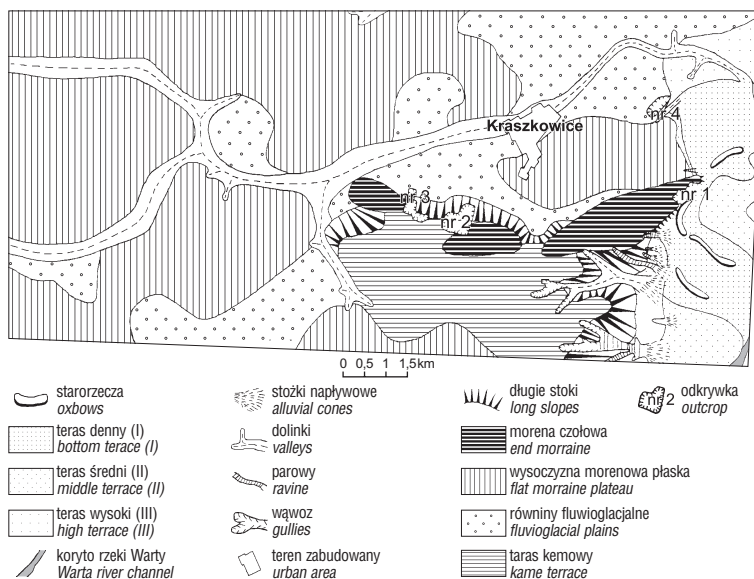 nr 4
Kraszkowice
nr 1
nr 3
nr 2
0 0,5 1 1,5km
starorzecza
oxbows
stożki napływowe
alluvial cones
długie stoki
long slopes
nr 2
odkrywka
outcrop
teras denny (I)
bottom terace (I)
dolinki
valleys
morena czołowa
end morraine
teras średni (II)
middle terrace (II)
parowy
ravine
wysoczyzna morenowa płaska
flat morraine plateau
teras wysoki (III)
high terrace (III)
wąwoz
gullies
równiny fluwioglacjalne
fluvioglacial plains
koryto rzeki Warty
Warta river channel
teren zabudowany
urban area
taras kemowy
kame terrace